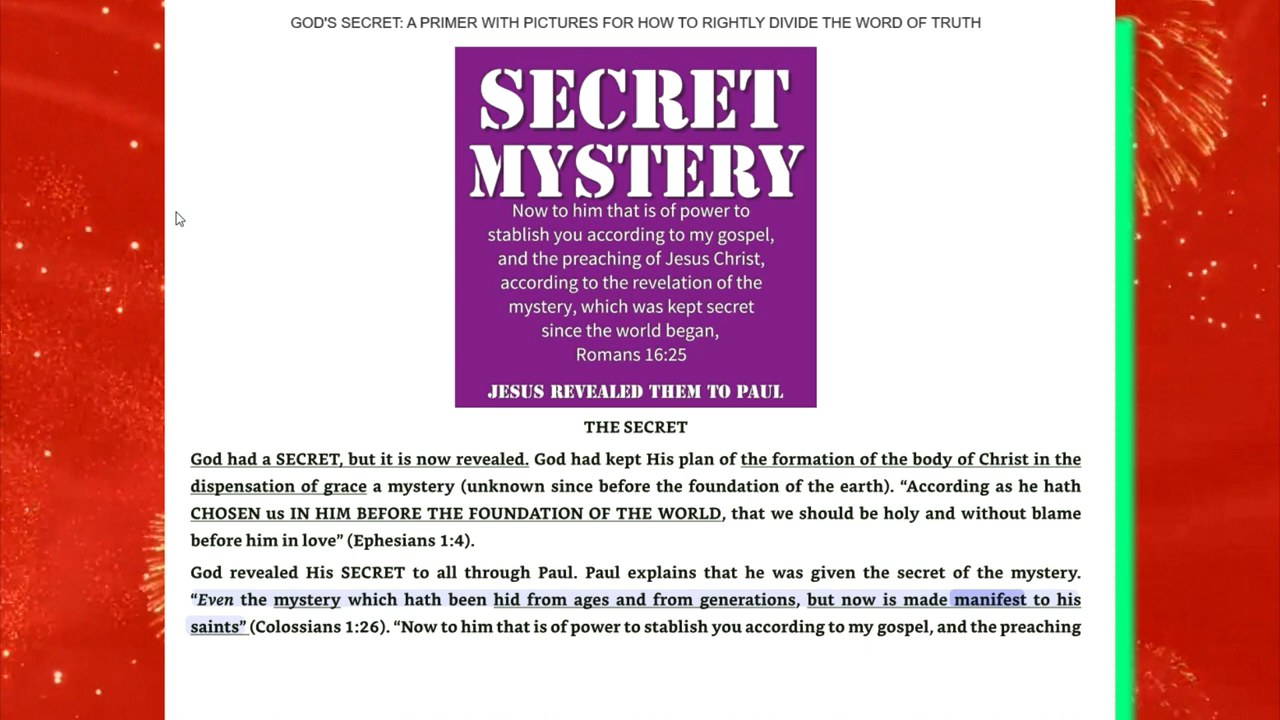 GOD'S SECRET: A PRIMER WITH PICTURES FOR HOW TO RIGHTLY DIVIDE THE WORD OF TRUTH
SECRET
MYSTERY
Now to him that is of power to
stablish you according to my gospel,
and the preaching of Jesus Christ,
according to the revelation of the
mystery, which was kept secret
since the world began,
Romans 16:25
JESUS REVEALED THEM TO PAUL
THE SECRET
God had a SECRET, but it is now revealed. God had kept His plan of the formation of the body of Christ in the
dispensation of grace a mystery (unknown since before the foundation of the earth). “According as he hath
CHOSEN us IN HIM BEFORE THE FOUNDATION OF THE WORLD, that we should be holy and without blame
before him in love” (Ephesians 1:4).
God revealed His SECRET to all through Paul. Paul explains that he was given the secret of the mystery.
“Even the mystery which hath been hid from ages and from generations, but now is made manifest to his
saints” (Colossians 1:26). “Now to him that is of power to stablish you according to my gospel, and the preaching